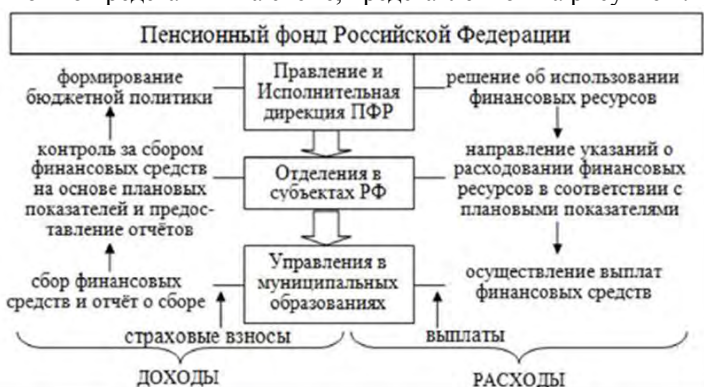 Пенсионный фонд Российской Федерации
формирование
бюджетной политики
Правление и
Исполнительная
дирекция ПФР
решение об использовании
финансовых ресурсов
контроль за сбором
финансовых средств
на основе плановых
показателей и предос-
тавление отчётов
Отделения в
субъектах РФ
направление указаний о
расходовании финансовых
ресурсов в соответствии с
плановыми показателями
сбор финансовых
средств и отчёт о сборе
Управления в
муниципальных
образованиях
осуществление выплат
финансовых средств
страховые взносы
выплаты
ДОХОДЫ
РАСХОДЫ